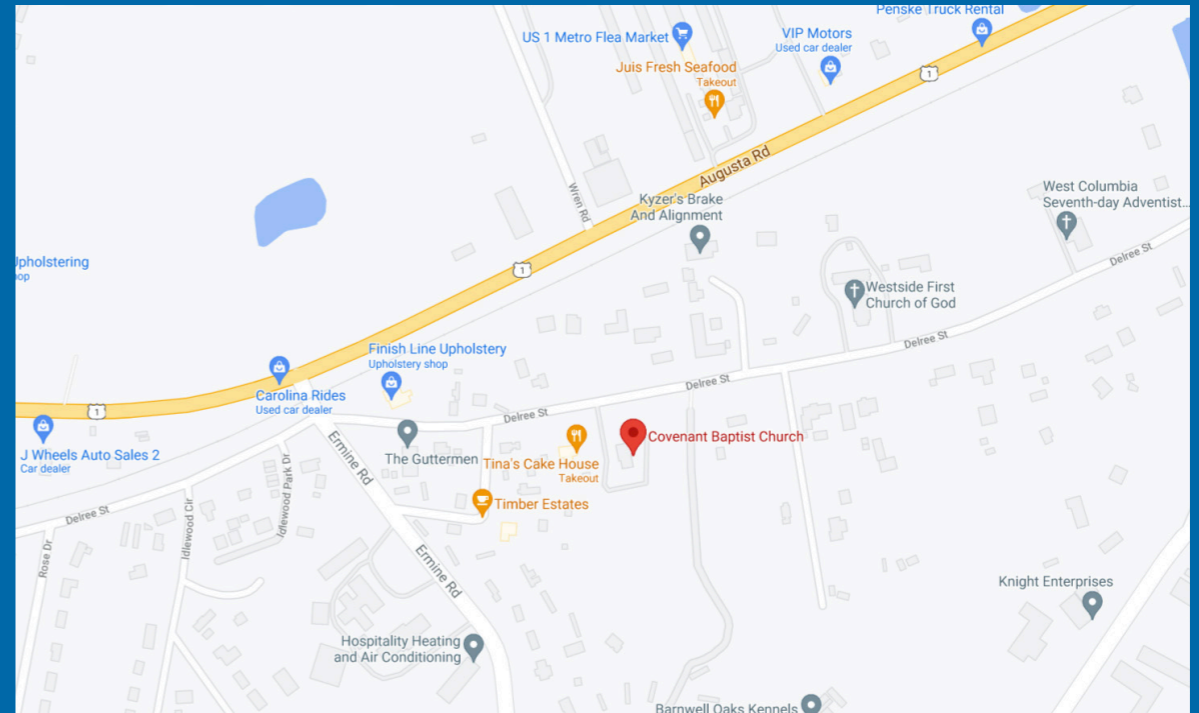 Penske Truck Rental
US 1 Metro Flea Market
VIP Motors
Used car dealer
Juis Fresh Seafood
Takeout
1
Augusta Rd
West Columbia
Seventh-day Adventist...
Wren Rd
Kyzer's Brake
And Alignment
Delree St
Upholstering
1
Westside First
Church of God
Delree St
Finish Line Upholstery
Upholstery shop
Delree St
Carolina Rides
Used car dealer
1
Delree St
J Wheels Auto Sales 2
Car dealer
Ermine Rd
The Guttermen
Tina's Cake House
Takeout
Covenant Baptist Church
Idlewood Park Dr
Timber Estates
Delree St
Idlewood Cir
Rose Dr
Ermine Rd
Knight Enterprises
Hospitality Heating
and Air Conditioning
Barnwell Oaks Kennels